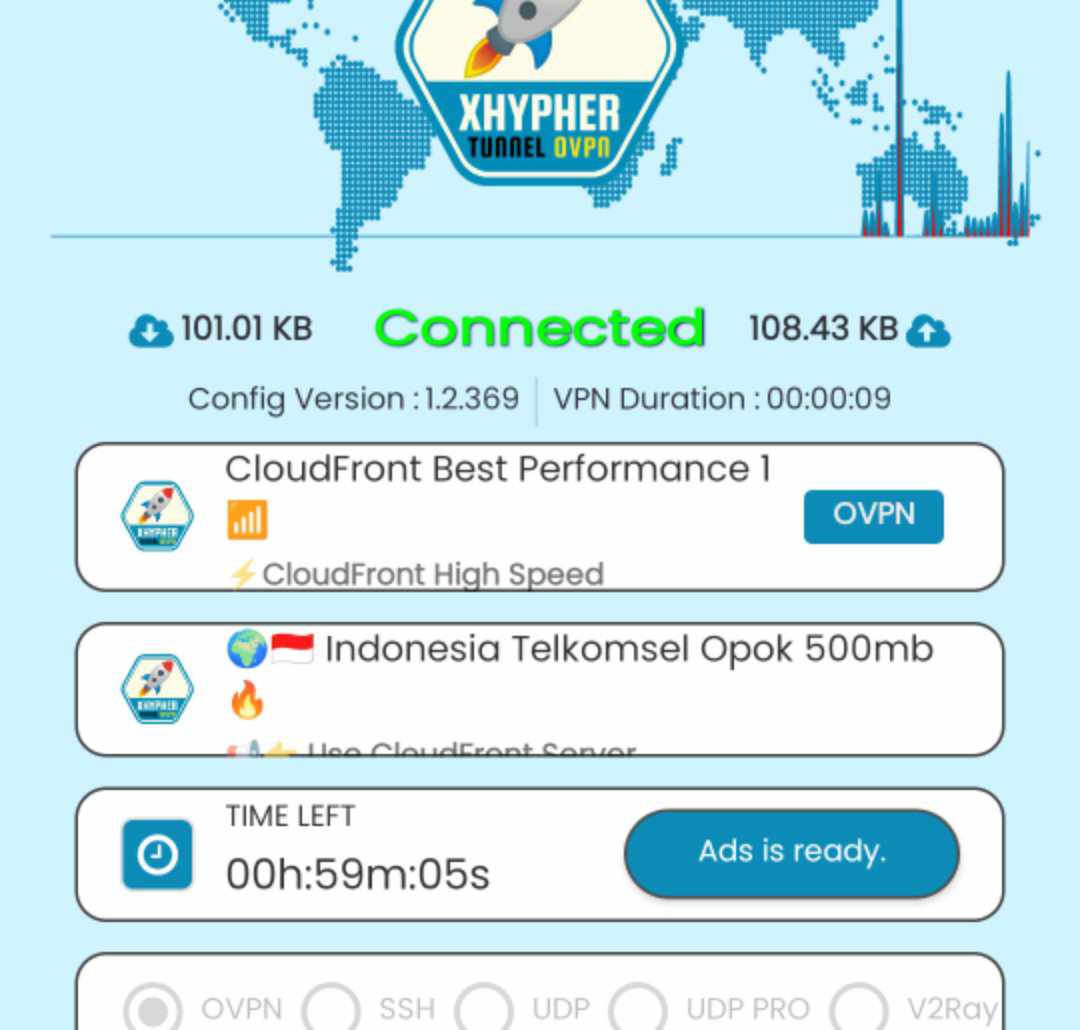 XHYPHER
TUNNEL OVPN
101.01 KB
Connected
108.43 KB
Config Version : 1.2.369
VPN Duration : 00:00:09
CloudFront Best Performance 1
OVPN
⚡CloudFront High Speed
Indonesia Telkomsel Opok 500mb
Use CloudFront Server
TIME LEFT
00h:59m:05s
Ads is ready.
OVPN
SSH
UDP
UDP PRO
V2Ray